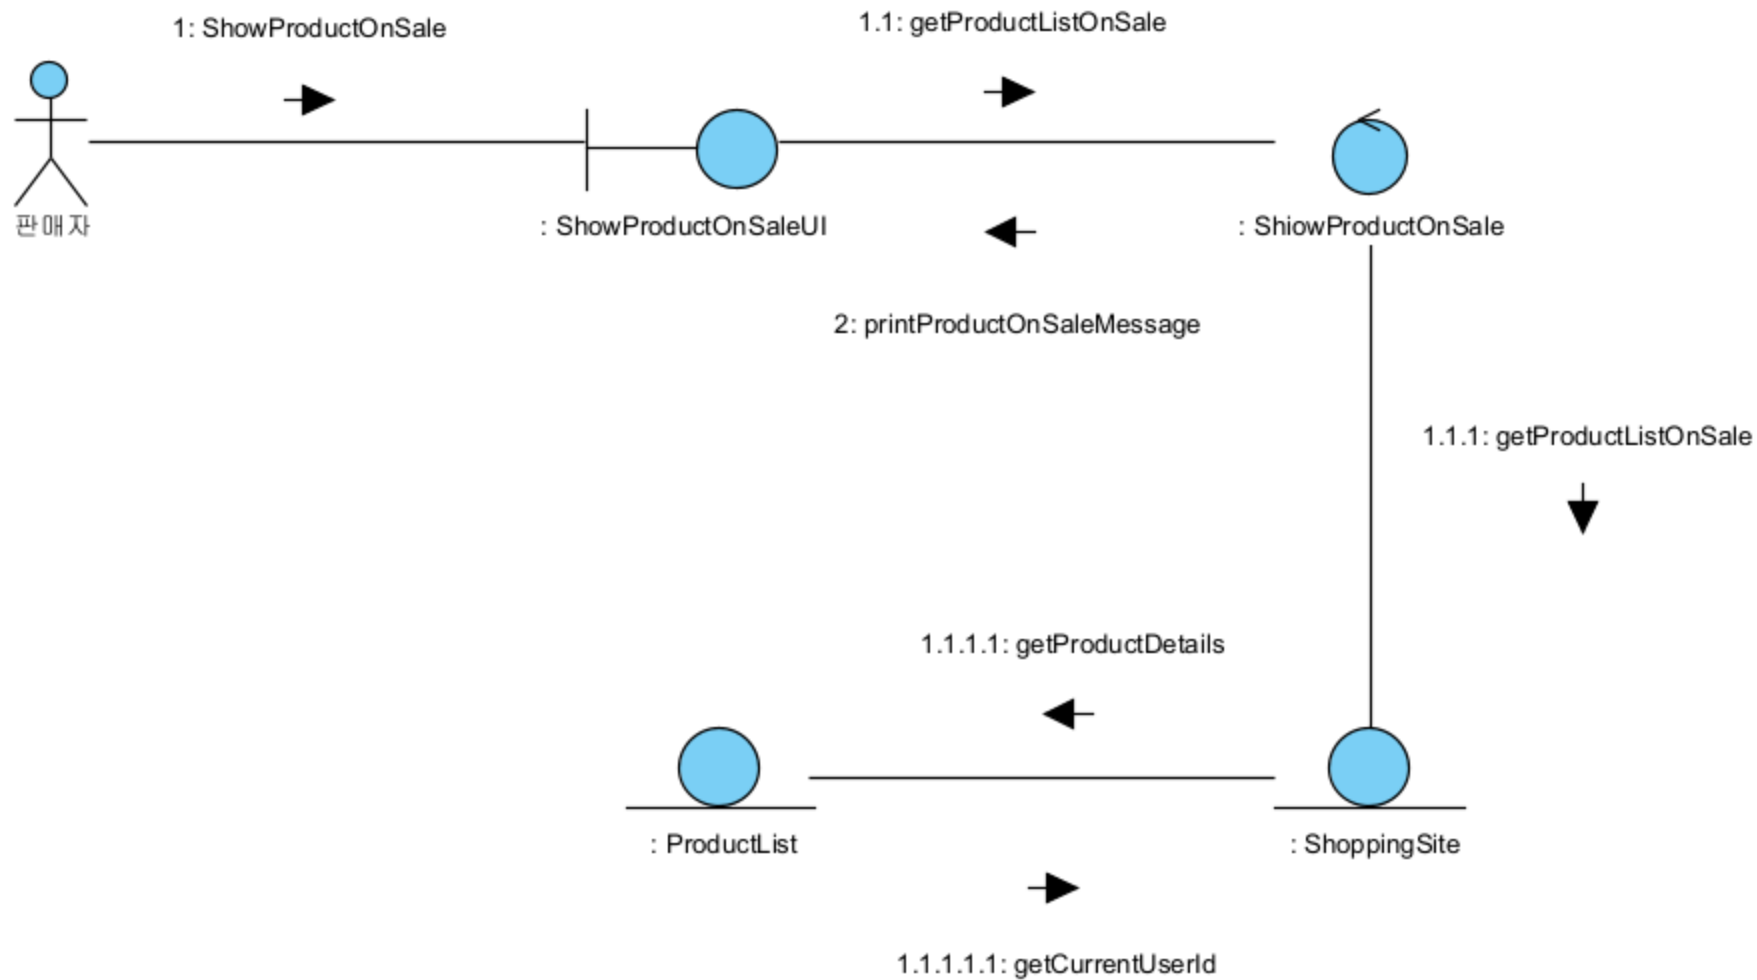 1: ShowProductOnSale
1.1: getProductListOnSale
판매자
: ShowProductOnSaleUI
: ShiowProductOnSale
2: printProductOnSaleMessage
1.1.1: getProductListOnSale
1.1.1.1: getProductDetails
: ProductList
: ShoppingSite
1.1.1.1.1: getCurrentUserId